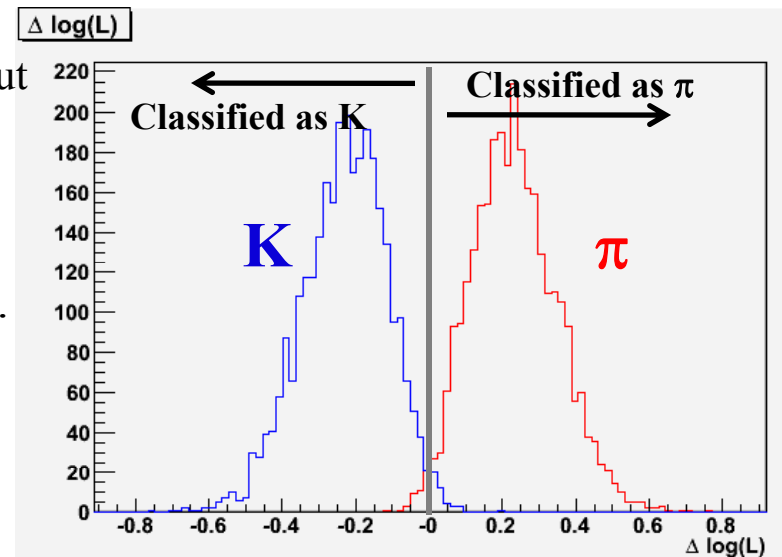 Δ log(L)
ut
Classified as K
Classified as π
K
π
.
220
200
180
160
140
120
100
80
60
40
20
0
-0.8 -0.6 -0.4 -0.2 -0 0.2 0.4 0.6 0.8
Δ log(L)